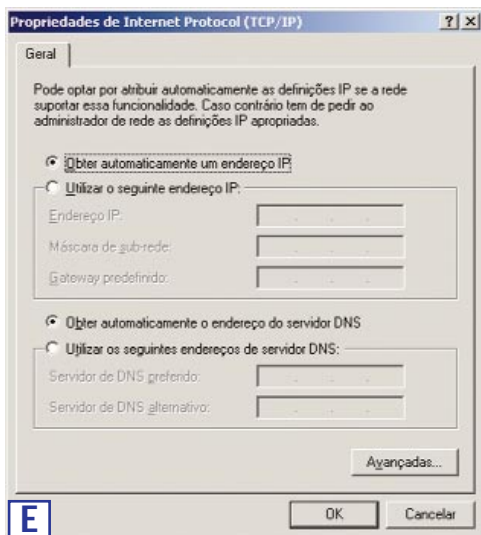 Propriedades de Internet Protocol (TCP/IP)
Geral
Pode optar por atribuir automaticamente as definições IP se a rede
suportar essa funcionalidade. Caso contrário tem de pedir ao
administrador de rede as definições IP apropriadas.
Obter automaticamente um endereço IP
Utilizar o seguinte endereço IP:
Endereço IP:
Máscara de sub-rede:
Gateway predefinido:
Obter automaticamente o endereço do servidor DNS
Utilizar os seguintes endereços de servidor DNS:
Servidor de DNS preferido:
Servidor de DNS alternativo:
Avançadas...
OK Cancelar
E